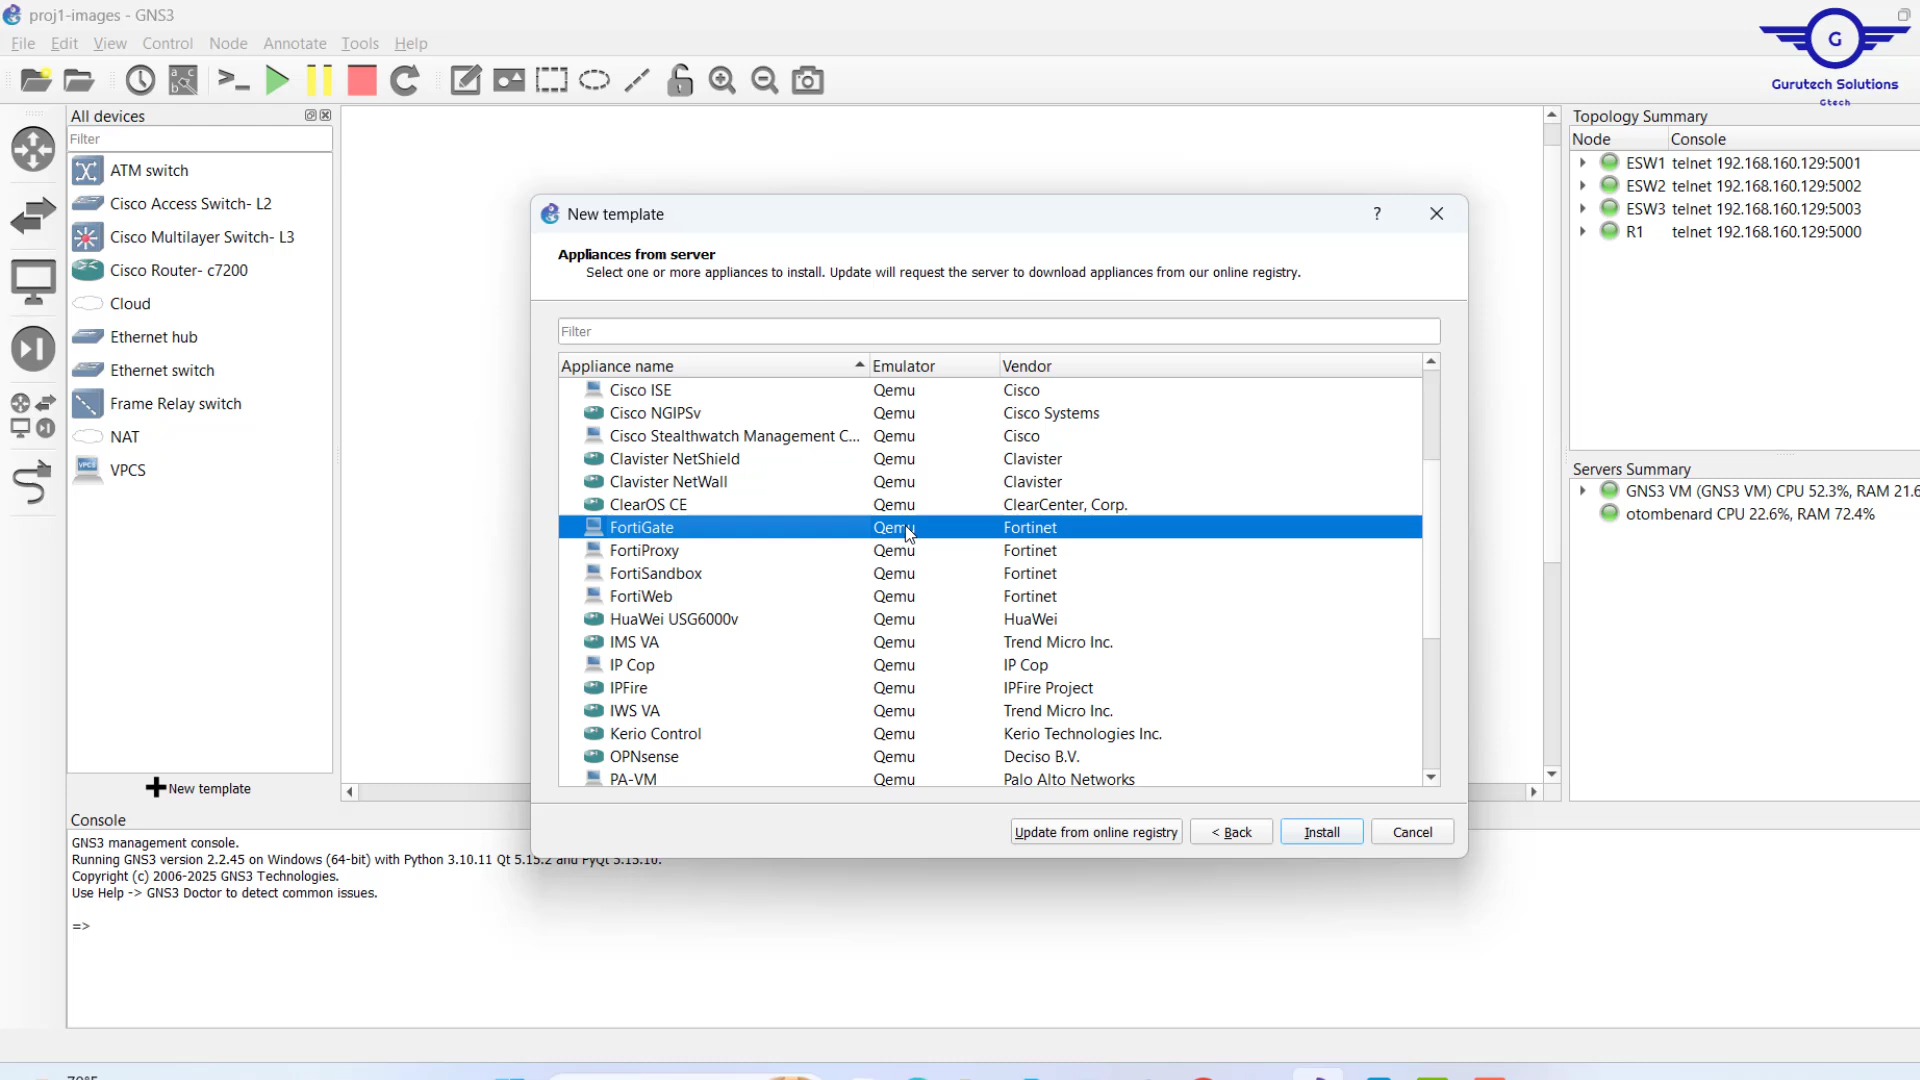 proj1-images - GNS3
File Edit View Control Node Annotate Tools Help
G
Gurutech Solutions
Gtech
All devices
Filter
ATM switch
Cisco Access Switch- L2
Cisco Multilayer Switch- L3
Cisco Router- c7200
Cloud
Ethernet hub
Ethernet switch
Frame Relay switch
NAT
VPCS
New template
New template
Appliances from server
Select one or more appliances to install. Update will request the server to download appliances from our online registry.
Filter
Appliance name Emulator Vendor
Cisco ISE Qemu Cisco
Cisco NGIPSv Qemu Cisco Systems
Cisco Stealthwatch Management C... Qemu Cisco
Clavister NetShield Qemu Clavister
Clavister NetWall Qemu Clavister
ClearOS CE Qemu ClearCenter, Corp.
FortiGate Qemu Fortinet
FortiProxy Qemu Fortinet
FortiSandbox Qemu Fortinet
FortiWeb Qemu Fortinet
HuaWei USG6000v Qemu HuaWei
IMS VA Qemu Trend Micro Inc.
IP Cop Qemu IP Cop
IPFire Qemu IPFire Project
IWS VA Qemu Trend Micro Inc.
Kerio Control Qemu Kerio Technologies Inc.
OPNsense Qemu Deciso B.V.
PA-VM Qemu Palo Alto Networks
Update from online registry < Back Install Cancel
Topology Summary
Node Console
ESW1 telnet 192.168.160.129:5001
ESW2 telnet 192.168.160.129:5002
ESW3 telnet 192.168.160.129:5003
R1 telnet 192.168.160.129:5000
Servers Summary
GNS3 VM (GNS3 VM) CPU 52.3%, RAM 21.6
otombenard CPU 22.6%, RAM 72.4%
Console
GNS3 management console.
Running GNS3 version 2.2.45 on Windows (64-bit) with Python 3.10.11 Qt 5.15.2 and PyQt 5.15.10.
Copyright (c) 2006-2025 GNS3 Technologies.
Use Help -> GNS3 Doctor to detect common issues.
=>